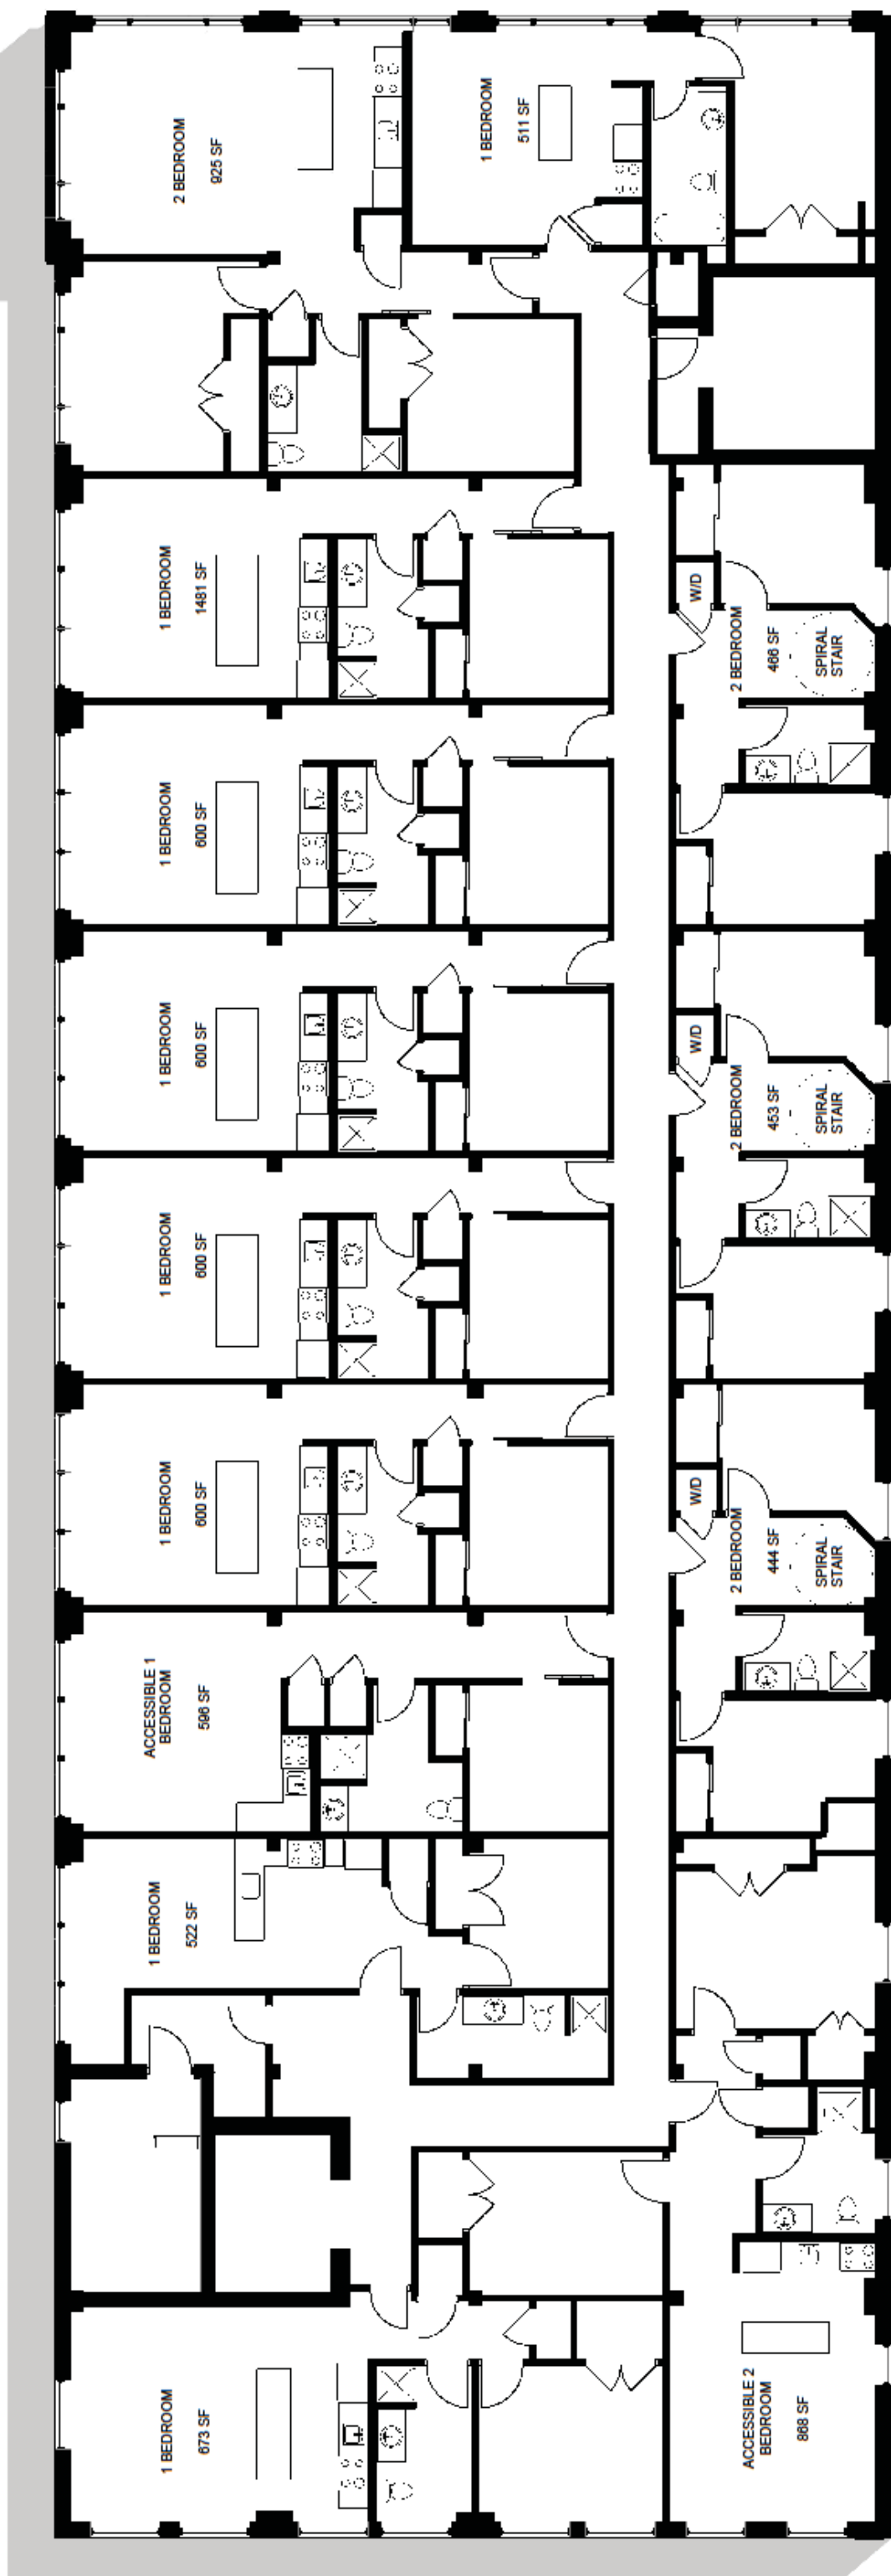 2 BEDROOM
925 SF
1 BEDROOM
511 SF
1 BEDROOM
1481 SF
W/D
2 BEDROOM
466 SF
SPIRAL
STAIR
1 BEDROOM
600 SF
1 BEDROOM
600 SF
W/D
2 BEDROOM
453 SF
SPIRAL
STAIR
1 BEDROOM
600 SF
1 BEDROOM
600 SF
W/D
2 BEDROOM
444 SF
SPIRAL
STAIR
ACCESSIBLE 1
BEDROOM
596 SF
1 BEDROOM
522 SF
1 BEDROOM
673 SF
ACCESSIBLE 2
BEDROOM
868 SF